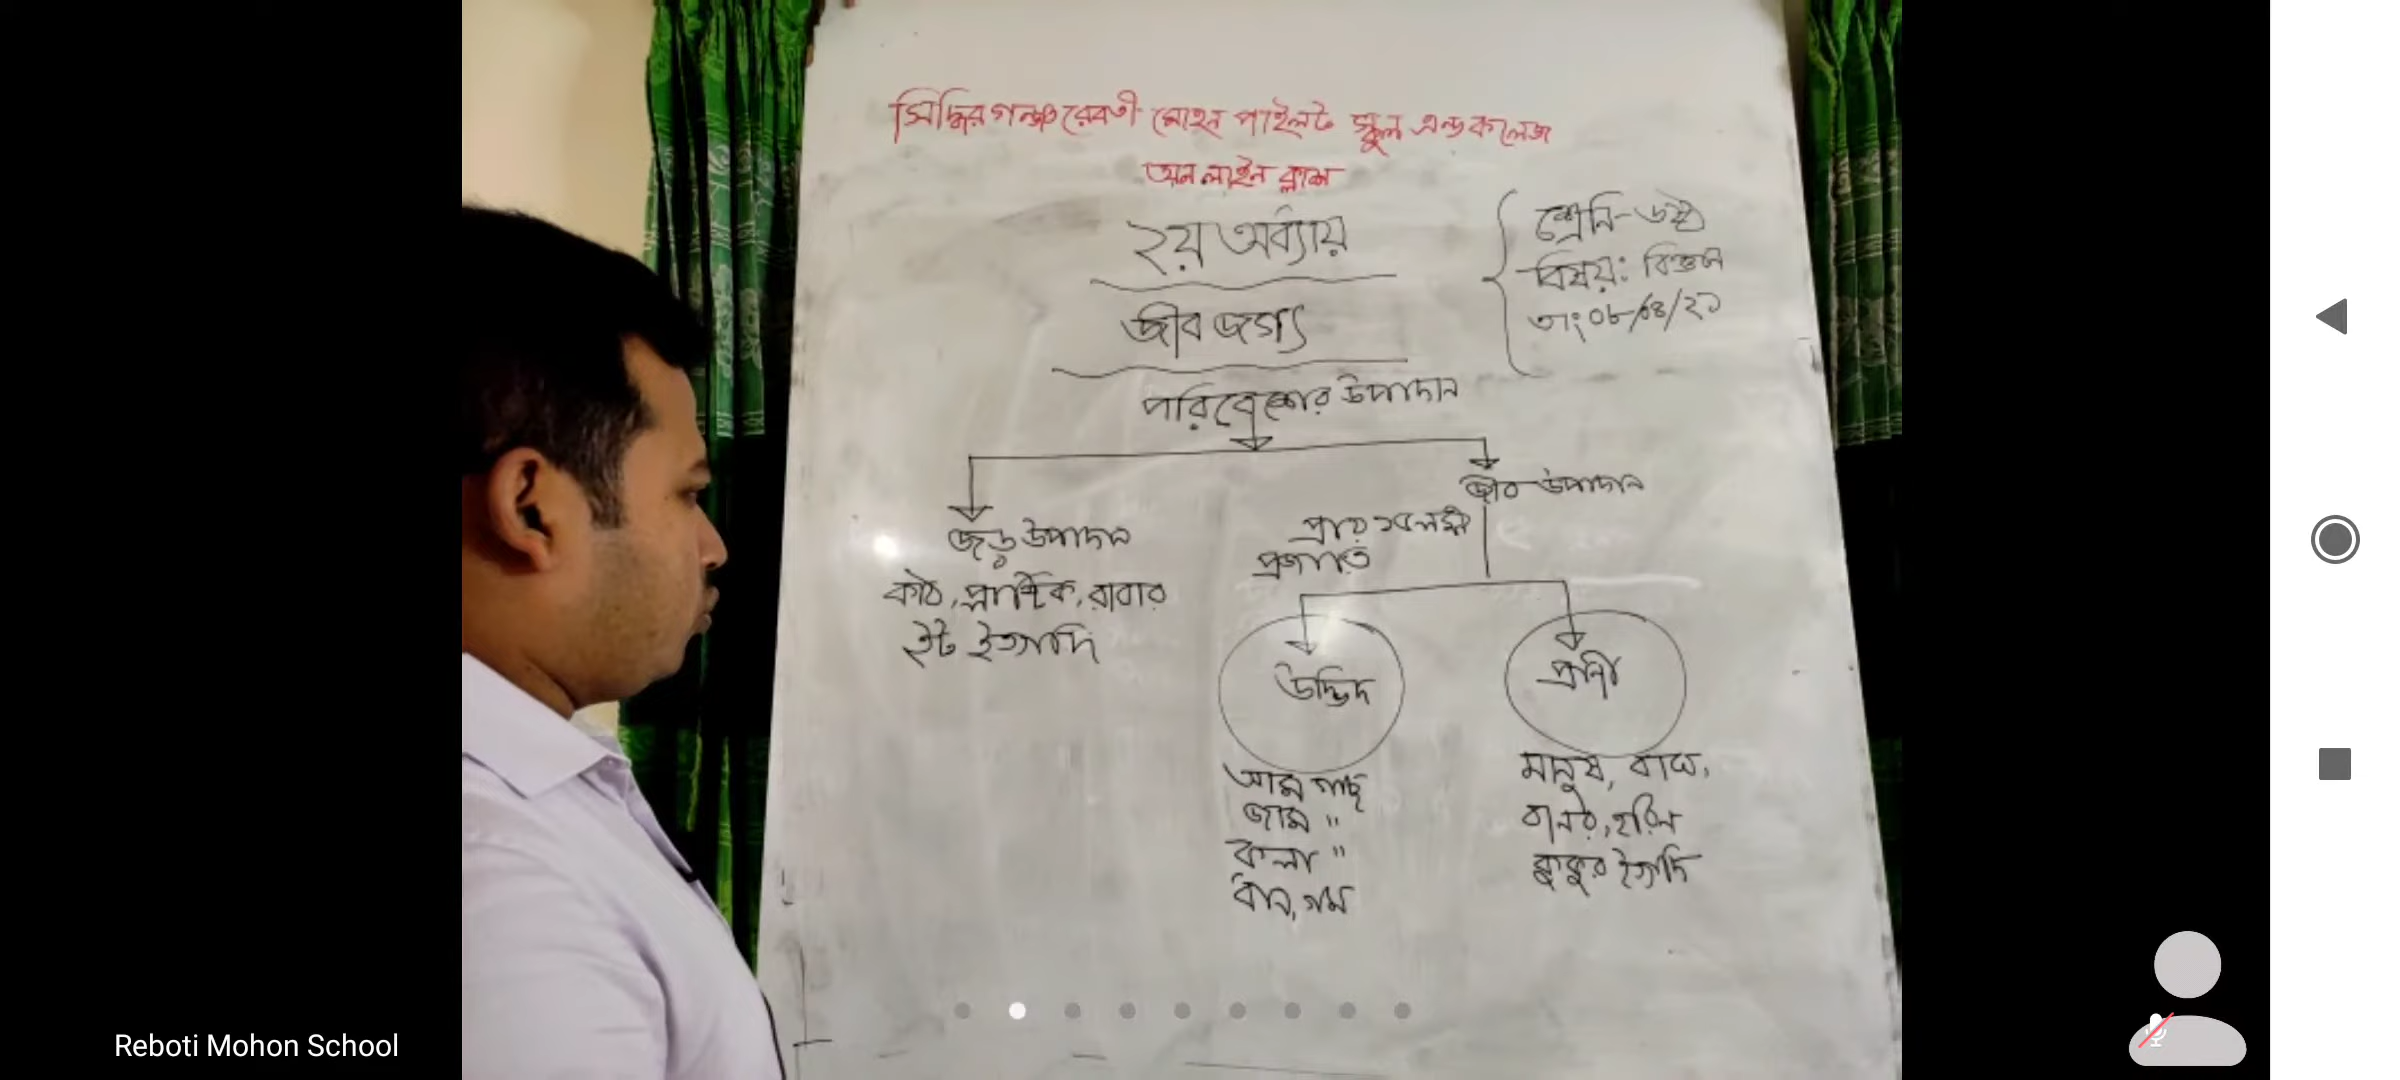 সিদ্ধিরগন্জ রেবতী মোহন পাইলট স্কুল এন্ড কলেজ
অনলাইন ক্লাশ
২য় অধ্যায়
শ্রেনি-৬ষ্ঠ
বিষয়: বিজ্ঞান
তাং ০৮/০৪/২১
জীব জগৎ
পরিবেশের উপাদান
জড় উপাদান
কাঠ, প্লাস্টিক, রাবার
ইট ইত্যাদি
জীব উপাদান
প্রায়
প্রজাতি
উদ্ভিদ
আম গাছ
জাম "
কলা "
ধান, গম
প্রানী
মানুষ, বাঘ,
বানর, হরিন
কুকুর ইত্যাদি
Reboti Mohon School